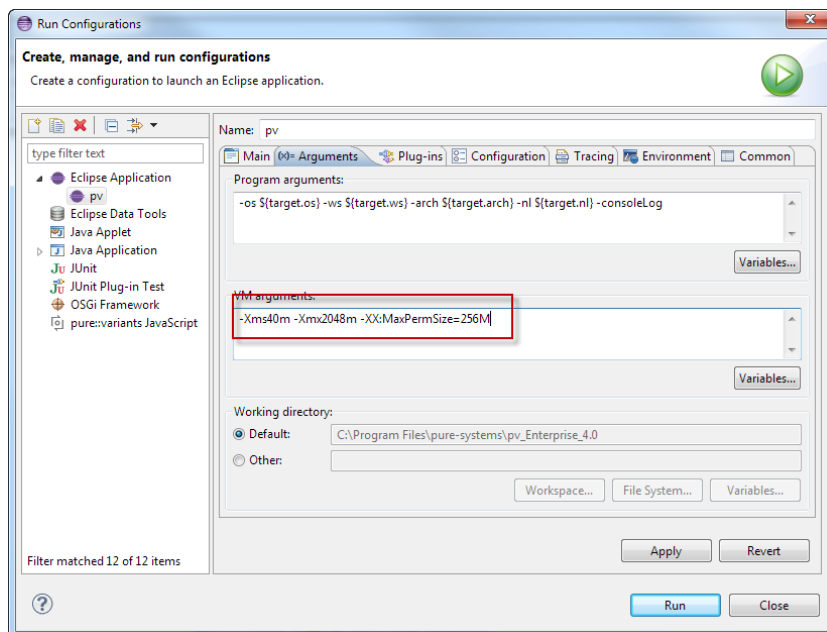 Run Configurations
Create, manage, and run configurations
Create a configuration to launch an Eclipse application.
type filter text
Eclipse Application
pv
Eclipse Data Tools
Java Applet
Java Application
JUnit
JUnit Plug-in Test
OSGi Framework
pure::variants JavaScript
Filter matched 12 of 12 items
Name: pv
Main (x)= Arguments Plug-ins Configuration Tracing Environment Common
Program arguments:
-os ${target.os} -ws ${target.ws} -arch ${target.arch} -nl ${target.nl} -consoleLog
Variables...
VM arguments:
-Xms40m -Xmx2048m -XX:MaxPermSize=256M
Variables...
Working directory:
Default: C:\Program Files\pure-systems\pv_Enterprise_4.0
Other:
Workspace... File System... Variables...
Apply Revert
Run Close